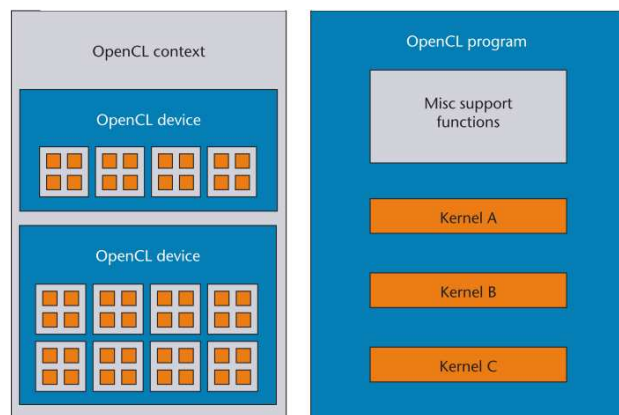 OpenCL context
OpenCL device
OpenCL device
OpenCL program
Misc support
functions
Kernel A
Kernel B
Kernel C